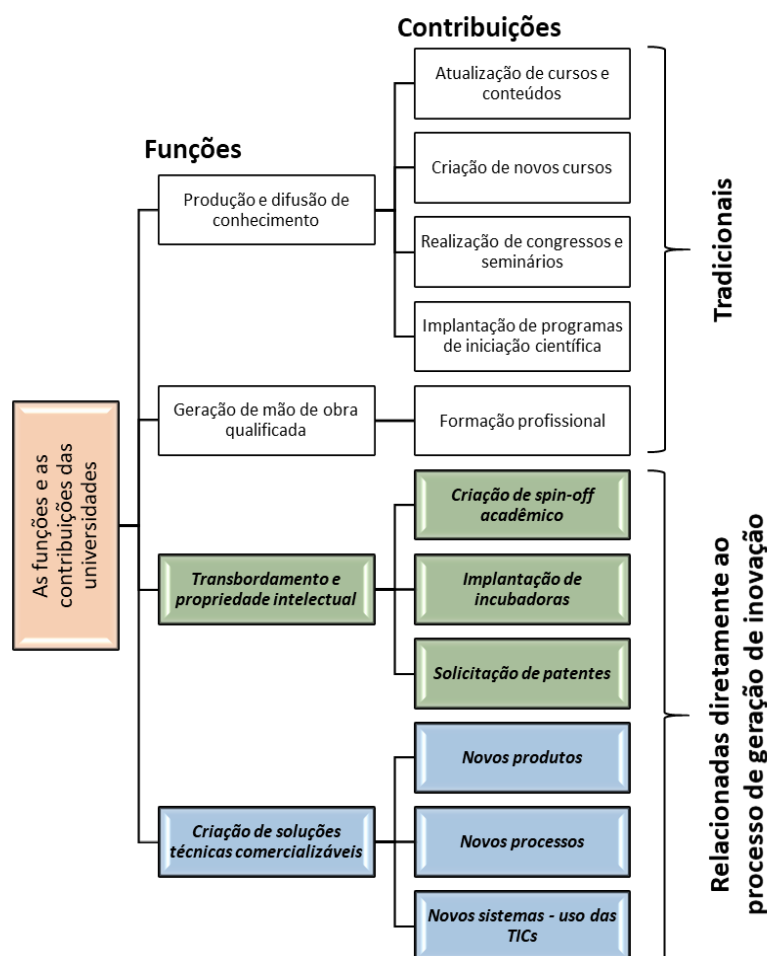 Contribuições
Funções
As funções e as
contribuições das
universidades
Produção e difusão de
conhecimento
Atualização de cursos e
conteúdos
Criação de novos cursos
Realização de congressos e
seminários
Implantação de programas
de iniciação científica
Geração de mão de obra
qualificada
Formação profissional
Tradicionais
Transbordamento e
propriedade intelectual
Criação de spin-off
acadêmico
Implantação de
incubadoras
Solicitação de patentes
Criação de soluções
técnicas comercializáveis
Novos produtos
Novos processos
Novos sistemas - uso das
TICs
Relacionadas diretamente ao
processo de geração de inovação